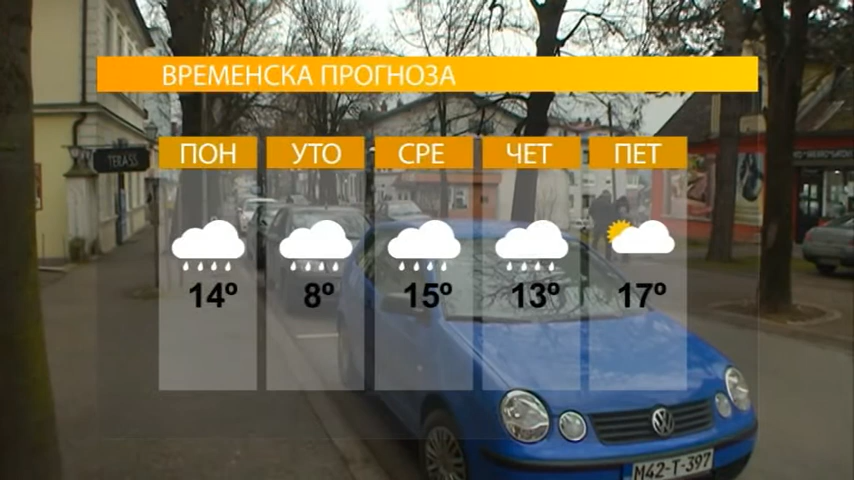 ВРЕМЕНСКА ПРОГНОЗА
ПОН УТО СРЕ ЧЕТ ПЕТ
14º 8º 15º 13º 17º
TERASS
M42-T-397